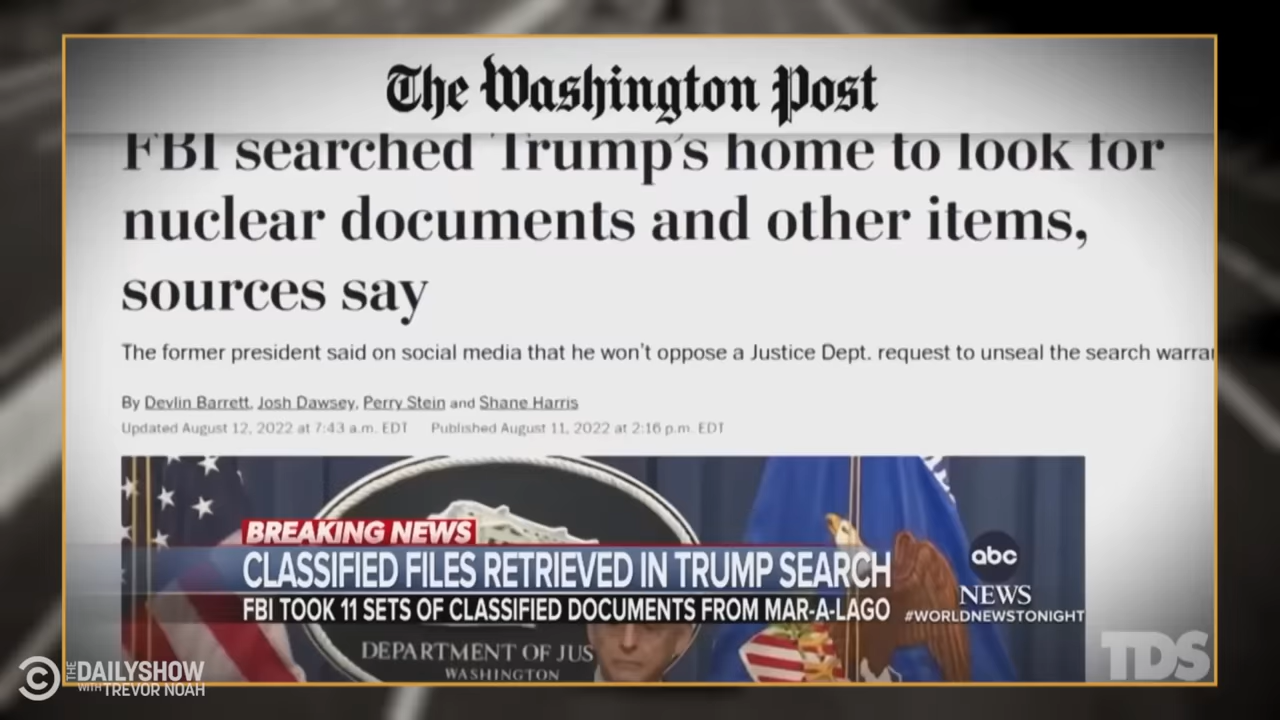 The Washington Post
FBI searched Trump's home to look for
nuclear documents and other items,
sources say
The former president said on social media that he won't oppose a Justice Dept. request to unseal the search
By Devlin Barrett, Josh Dawsey, Perry Stein and Shane Harris
Updated August 12, 2022 at 7:43 a.m. EDT Published August 11, 2022 at 2:16 p.m. EDT
BREAKING NEWS
CLASSIFIED FILES RETRIEVED IN TRUMP SEARCH
FBI TOOK 11 SETS OF CLASSIFIED DOCUMENTS FROM MAR-A-LAGO
abc
NEWS
#WORLDNEWSTONIGHT
DEPARTMENT OF JUS
WASHINGTON
TDS
THE DAILYSHOW
WITH TREVOR NOAH